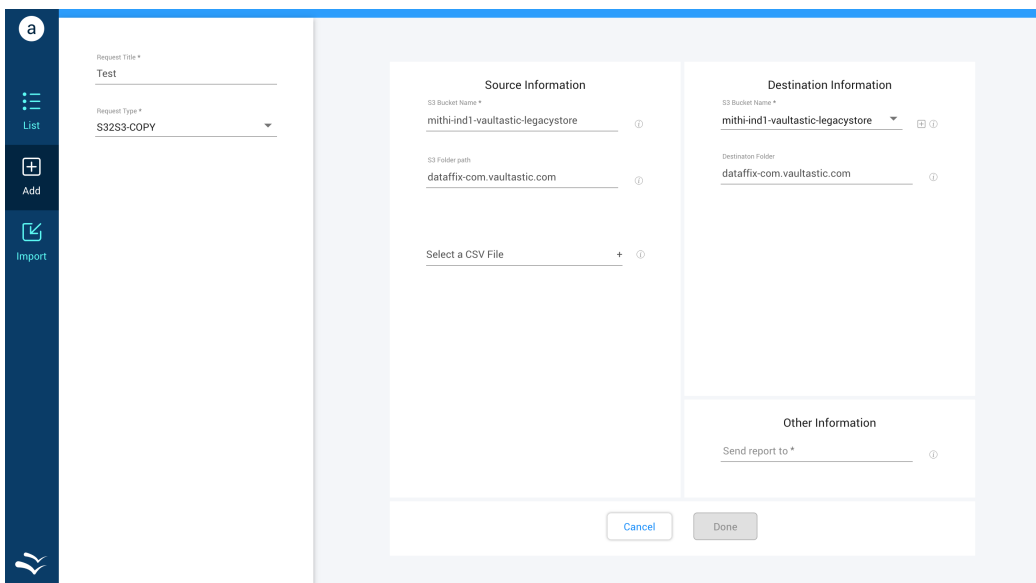 a
List
Add
Import
Request Title *
Test
Request Type *
S32S3-COPY
Source Information
S3 Bucket Name *
mithi-ind1-vaultastic-legacystore
S3 Folder path
dataffix-com.vaultastic.com
Select a CSV File +
Destination Information
S3 Bucket Name *
mithi-ind1-vaultastic-legacystore
Destinaton Folder
dataffix-com.vaultastic.com
Other Information
Send report to *
Cancel
Done